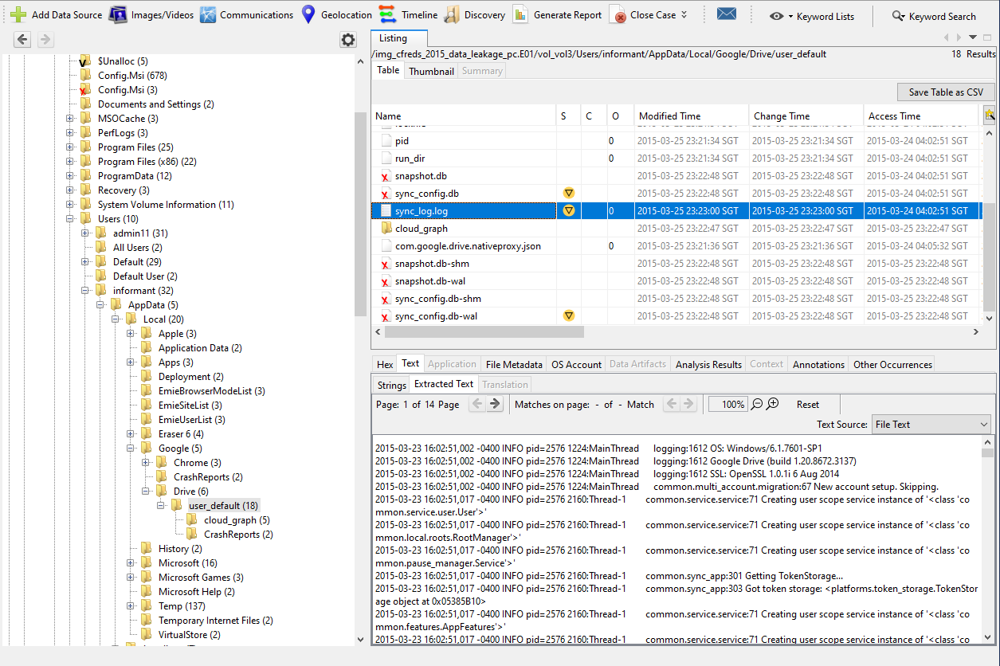 Add Data Source Images/Videos Communications Geolocation Timeline Discovery Generate Report Close Case Keyword Lists Keyword Search
$Unalloc (5)
Config.Msi (678)
Config.Msi (3)
Documents and Settings (2)
MSOCache (3)
PerfLogs (3)
Program Files (25)
Program Files (x86) (22)
ProgramData (12)
Recovery (3)
System Volume Information (11)
Users (10)
admin11 (31)
All Users (2)
Default (29)
Default User (2)
informant (32)
AppData (5)
Local (20)
Apple (3)
Application Data (2)
Apps (3)
Deployment (2)
EmieBrowserModeList (3)
EmieSiteList (3)
EmieUserList (3)
Eraser 6 (4)
Google (5)
Chrome (3)
CrashReports (2)
Drive (6)
user_default (18)
cloud_graph (5)
CrashReports (2)
History (2)
Microsoft (16)
Microsoft Games (3)
Microsoft Help (2)
Temp (137)
Temporary Internet Files (2)
VirtualStore (2)
Listing
/img_cfreds_2015_data_leakage_pc.E01/vol_vol3/Users/informant/AppData/Local/Google/Drive/user_default 18 Results
Table Thumbnail Summary
Save Table as CSV
Name S C O Modified Time Change Time Access Time
pid 0 2015-03-25 23:21:34 SGT 2015-03-25 23:21:34 SGT 2015-03-24 04:02:51 SGT
run_dir 0 2015-03-25 23:21:34 SGT 2015-03-25 23:21:34 SGT 2015-03-24 04:02:51 SGT
snapshot.db 2015-03-25 23:22:48 SGT 2015-03-25 23:22:48 SGT 2015-03-24 04:02:51 SGT
sync_config.db 2015-03-25 23:22:48 SGT 2015-03-25 23:22:48 SGT 2015-03-24 04:02:51 SGT
sync_log.log 0 2015-03-25 23:23:00 SGT 2015-03-25 23:23:00 SGT 2015-03-24 04:02:51 SGT
cloud_graph 2015-03-25 23:22:47 SGT 2015-03-25 23:22:47 SGT 2015-03-25 23:22:47 SGT
com.google.drive.nativeproxy.json 0 2015-03-25 23:21:36 SGT 2015-03-25 23:21:36 SGT 2015-03-24 04:05:32 SGT
snapshot.db-shm 2015-03-25 23:22:48 SGT 2015-03-25 23:22:48 SGT 2015-03-25 23:22:48 SGT
snapshot.db-wal 2015-03-25 23:22:48 SGT 2015-03-25 23:22:48 SGT 2015-03-25 23:22:48 SGT
sync_config.db-shm 2015-03-25 23:22:48 SGT 2015-03-25 23:22:48 SGT 2015-03-25 23:22:48 SGT
sync_config.db-wal 2015-03-25 23:22:48 SGT 2015-03-25 23:22:48 SGT 2015-03-25 23:22:48 SGT
Hex Text Application File Metadata OS Account Data Artifacts Analysis Results Context Annotations Other Occurrences
Strings Extracted Text Translation
Page: 1 of 14 Page Matches on page: - of - Match 100% Reset
Text Source: File Text
2015-03-23 16:02:51,002 -0400 INFO pid=2576 1224:MainThread logging:1612 OS: Windows/6.1.7601-SP1
2015-03-23 16:02:51,002 -0400 INFO pid=2576 1224:MainThread logging:1612 Google Drive (build 1.20.8672.3137)
2015-03-23 16:02:51,002 -0400 INFO pid=2576 1224:MainThread logging:1612 SSL: OpenSSL 1.0.1i 6 Aug 2014
2015-03-23 16:02:51,002 -0400 INFO pid=2576 1224:MainThread common.multi_account.migration:67 New account setup. Skipping.
2015-03-23 16:02:51,017 -0400 INFO pid=2576 2160:Thread-1 common.service.service:71 Creating user scope service instance of '<class 'co
mmon.service.user.User'>'
2015-03-23 16:02:51,017 -0400 INFO pid=2576 2160:Thread-1 common.service.service:71 Creating user scope service instance of '<class 'co
mmon.local.roots.RootManager'>'
2015-03-23 16:02:51,017 -0400 INFO pid=2576 2160:Thread-1 common.service.service:71 Creating user scope service instance of '<class 'co
mmon.pause_manager.Service'>'
2015-03-23 16:02:51,017 -0400 INFO pid=2576 2160:Thread-1 common.sync_app:301 Getting TokenStorage...
2015-03-23 16:02:51,017 -0400 INFO pid=2576 2160:Thread-1 common.sync_app:303 Got token storage: <platforms.token_storage.TokenStor
age object at 0x05385B10>
2015-03-23 16:02:51,017 -0400 INFO pid=2576 2160:Thread-1 common.service.service:71 Creating user scope service instance of '<class 'co
mmon.features.AppFeatures'>'
2015-03-23 16:02:51,017 -0400 INFO pid=2576 2160:Thread-1 common.service.service:71 Creating user scope service instance of '<class 'co